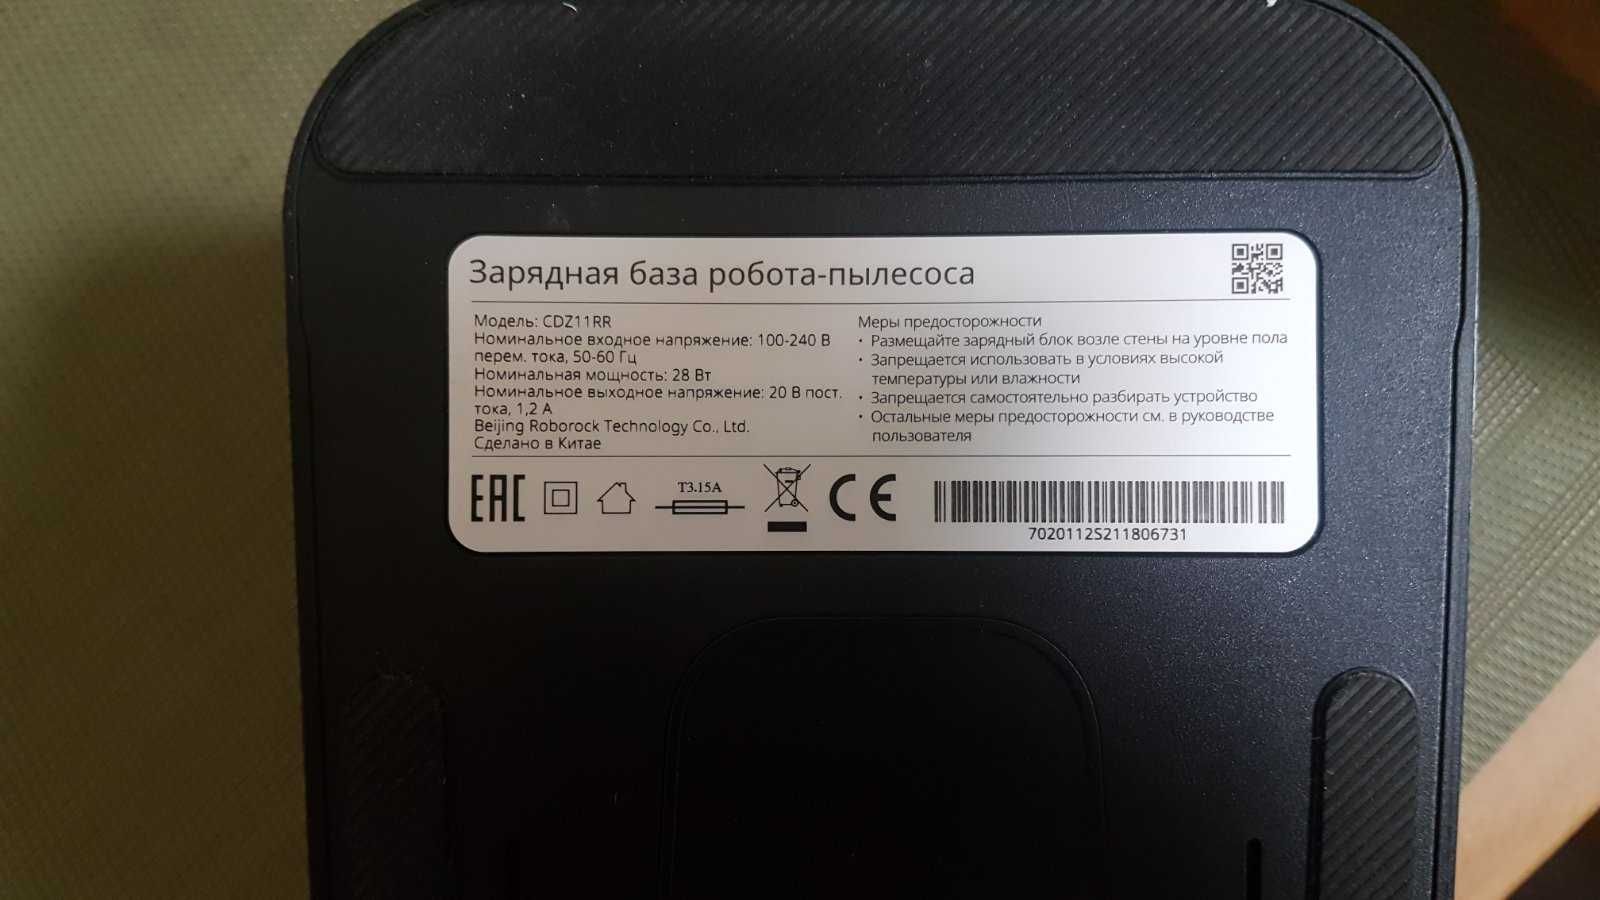 Зарядная база робота-пылесоса
Модель: CDZ11RR
Номинальное входное напряжение: 100-240 В
перем. тока, 50-60 Гц
Номинальная мощность: 28 Вт
Номинальное выходное напряжение: 20 В пост.
тока, 1,2 А
Beijing Roborock Technology Co., Ltd.
Сделано в Китае
Меры предосторожности
• Размещайте зарядный блок возле стены на уровне пола
• Запрещается использовать в условиях высокой
температуры или влажности
• Запрещается самостоятельно разбирать устройство
• Остальные меры предосторожности см. в руководстве
пользователя
EAC
T3.15A
CE
7020112S211806731